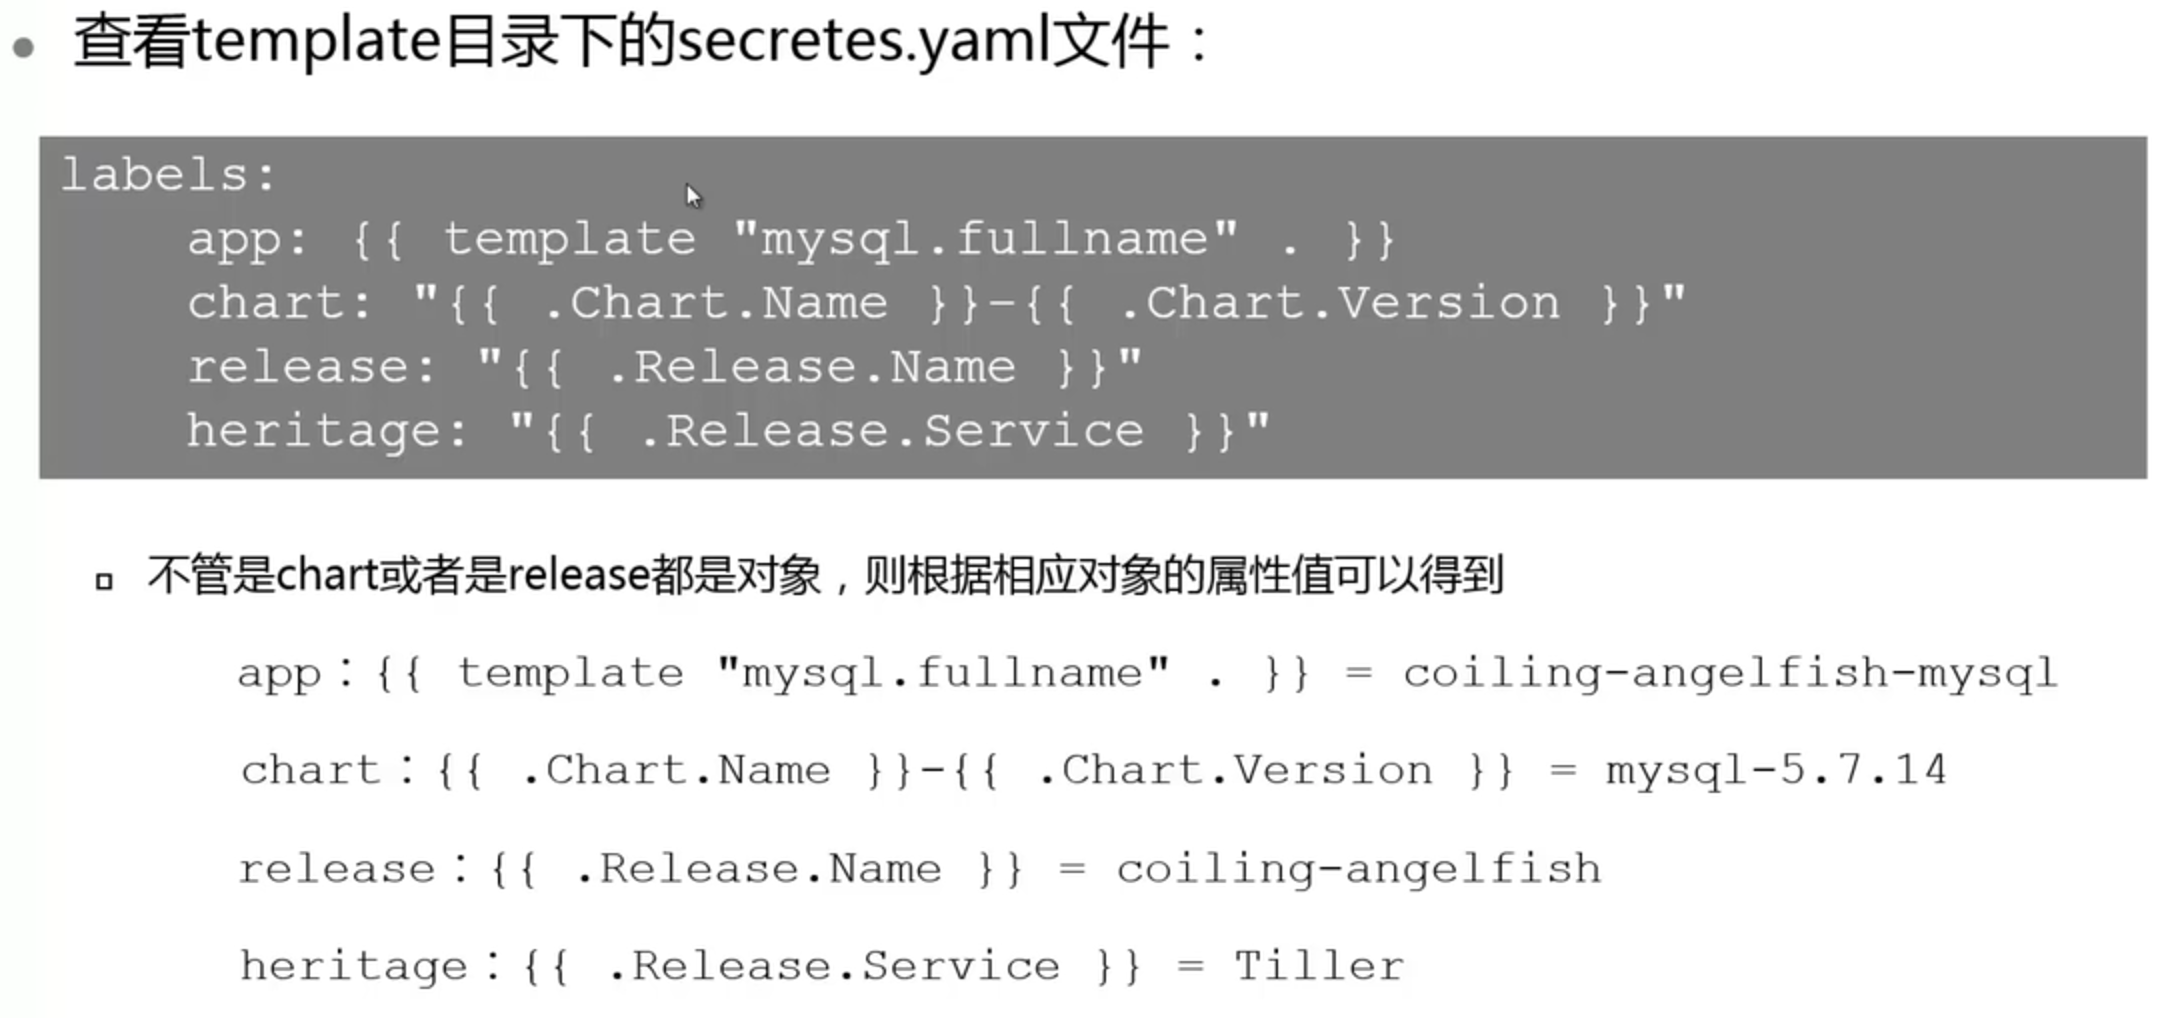 查看template目录下的secretes.yaml文件：
labels:
app: {{ template "mysql.fullname" . }}
chart: "{{ .Chart.Name }}-{{ .Chart.Version }}"
release: "{{ .Release.Name }}"
heritage: "{{ .Release.Service }}"
不管是chart或者是release都是对象，则根据相应对象的属性值可以得到
app：{{ template "mysql.fullname" . }} = coiling-angelfish-mysql
chart：{{ .Chart.Name }}-{{ .Chart.Version }} = mysql-5.7.14
release：{{ .Release.Name }} = coiling-angelfish
heritage：{{ .Release.Service }} = Tiller